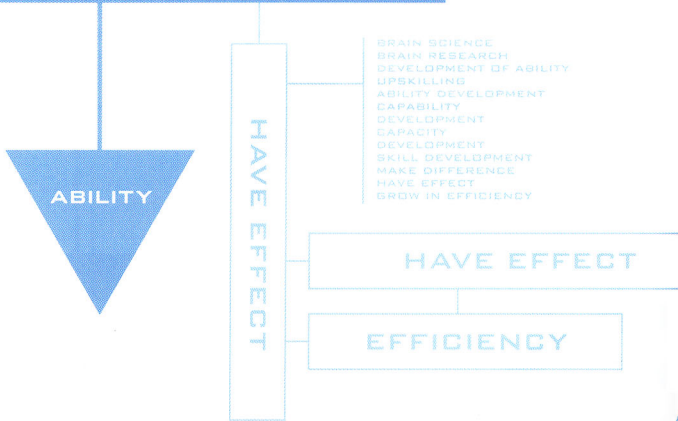 BRAIN SCIENCE
BRAIN RESEARCH
DEVELOPMENT OF ABILITY
UPSKILLING
ABILITY DEVELOPMENT
CAPABILITY
DEVELOPMENT
CAPACITY
DEVELOPMENT
SKILL DEVELOPMENT
MAKE DIFFERENCE
HAVE EFFECT
GROW IN EFFICIENCY
ABILITY
HAVE EFFECT
HAVE EFFECT
EFFICIENCY